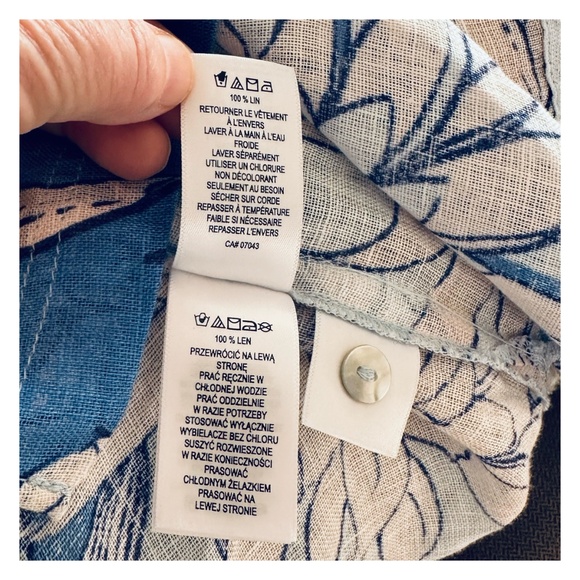 100 % LIN
RETOURNER LE VÊTEMENT
À L'ENVERS
LAVER À LA MAIN À L'EAU
FROIDE
LAVER SÉPARÉMENT
UTILISER UN CHLORURE
NON DÉCOLORANT
SEULEMENT AU BESOIN
SÉCHER SUR CORDE
REPASSER À TEMPÉRATURE
FAIBLE SI NÉCESSAIRE
REPASSER L'ENVERS
CA# 07043
100 % LEN
PRZEWRÓCIĆ NA LEWĄ
STRONĘ
PRAĆ RĘCZNIE W
CHŁODNEJ WODZIE
PRAĆ ODDZIELNIE
W RAZIE POTRZEBY
STOSOWAĆ WYŁĄCZNIE
WYBIELACZE BEZ CHLORU
SUSZYĆ ROZWIESZONE
W RAZIE KONIECZNOŚCI
PRASOWAĆ
CHŁODNYM ŻELAZKIEM
PRASOWAĆ NA
LEWEJ STRONIE